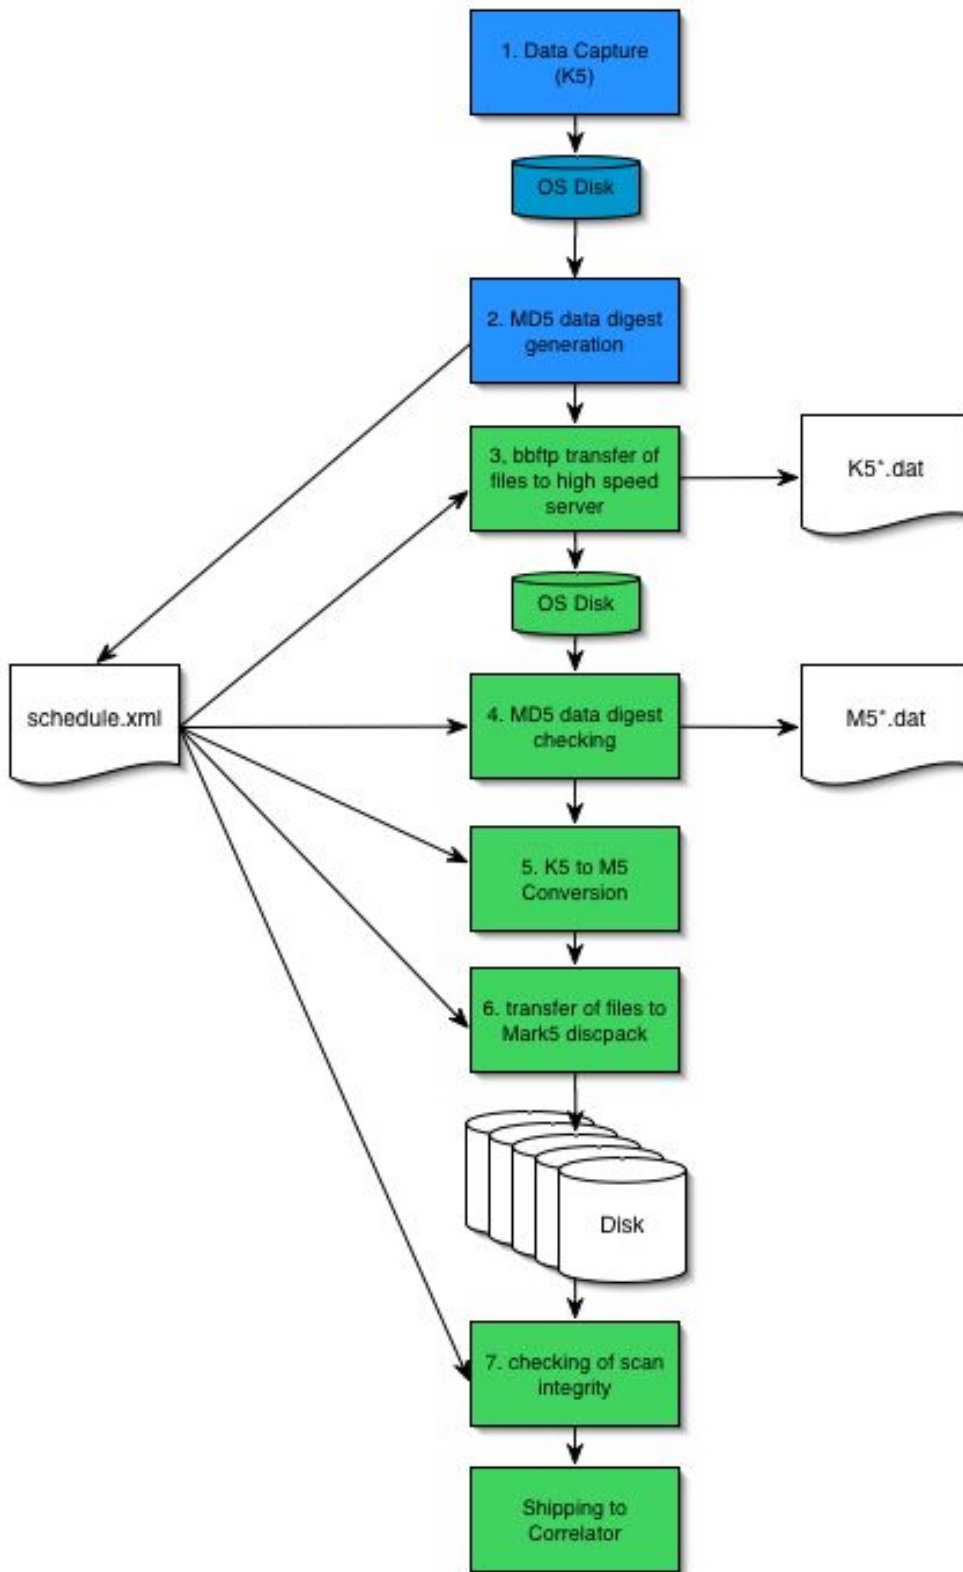 1. Data Capture
(K5)
OS Disk
2. MD5 data digest
generation
3, bbftp transfer of
files to high speed
server
K5*.dat
OS Disk
schedule.xml
4. MD5 data digest
checking
M5*.dat
5. K5 to M5
Conversion
6. transfer of files to
Mark5 discpack
Disk
7. checking of scan
integrity
Shipping to
Correlator